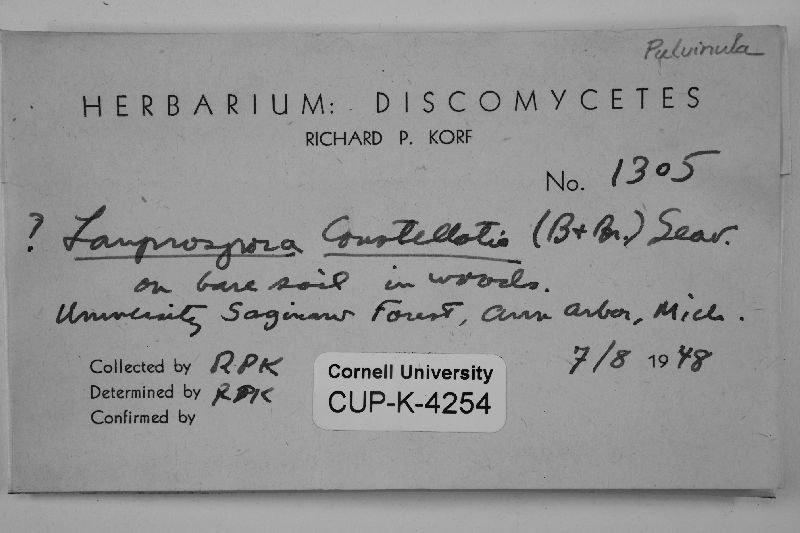 Pulvinula
HERBARIUM: DISCOMYCETES
RICHARD P. KORF
No. 1305
? Lamprospora Constellatio (B+Br.) Seav.
on bare soil in woods.
University Saginaw Forest, Ann Arbor, Mich.
Collected by RPK
7/8 1948
Determined by RPK
Confirmed by
Cornell University
CUP-K-4254